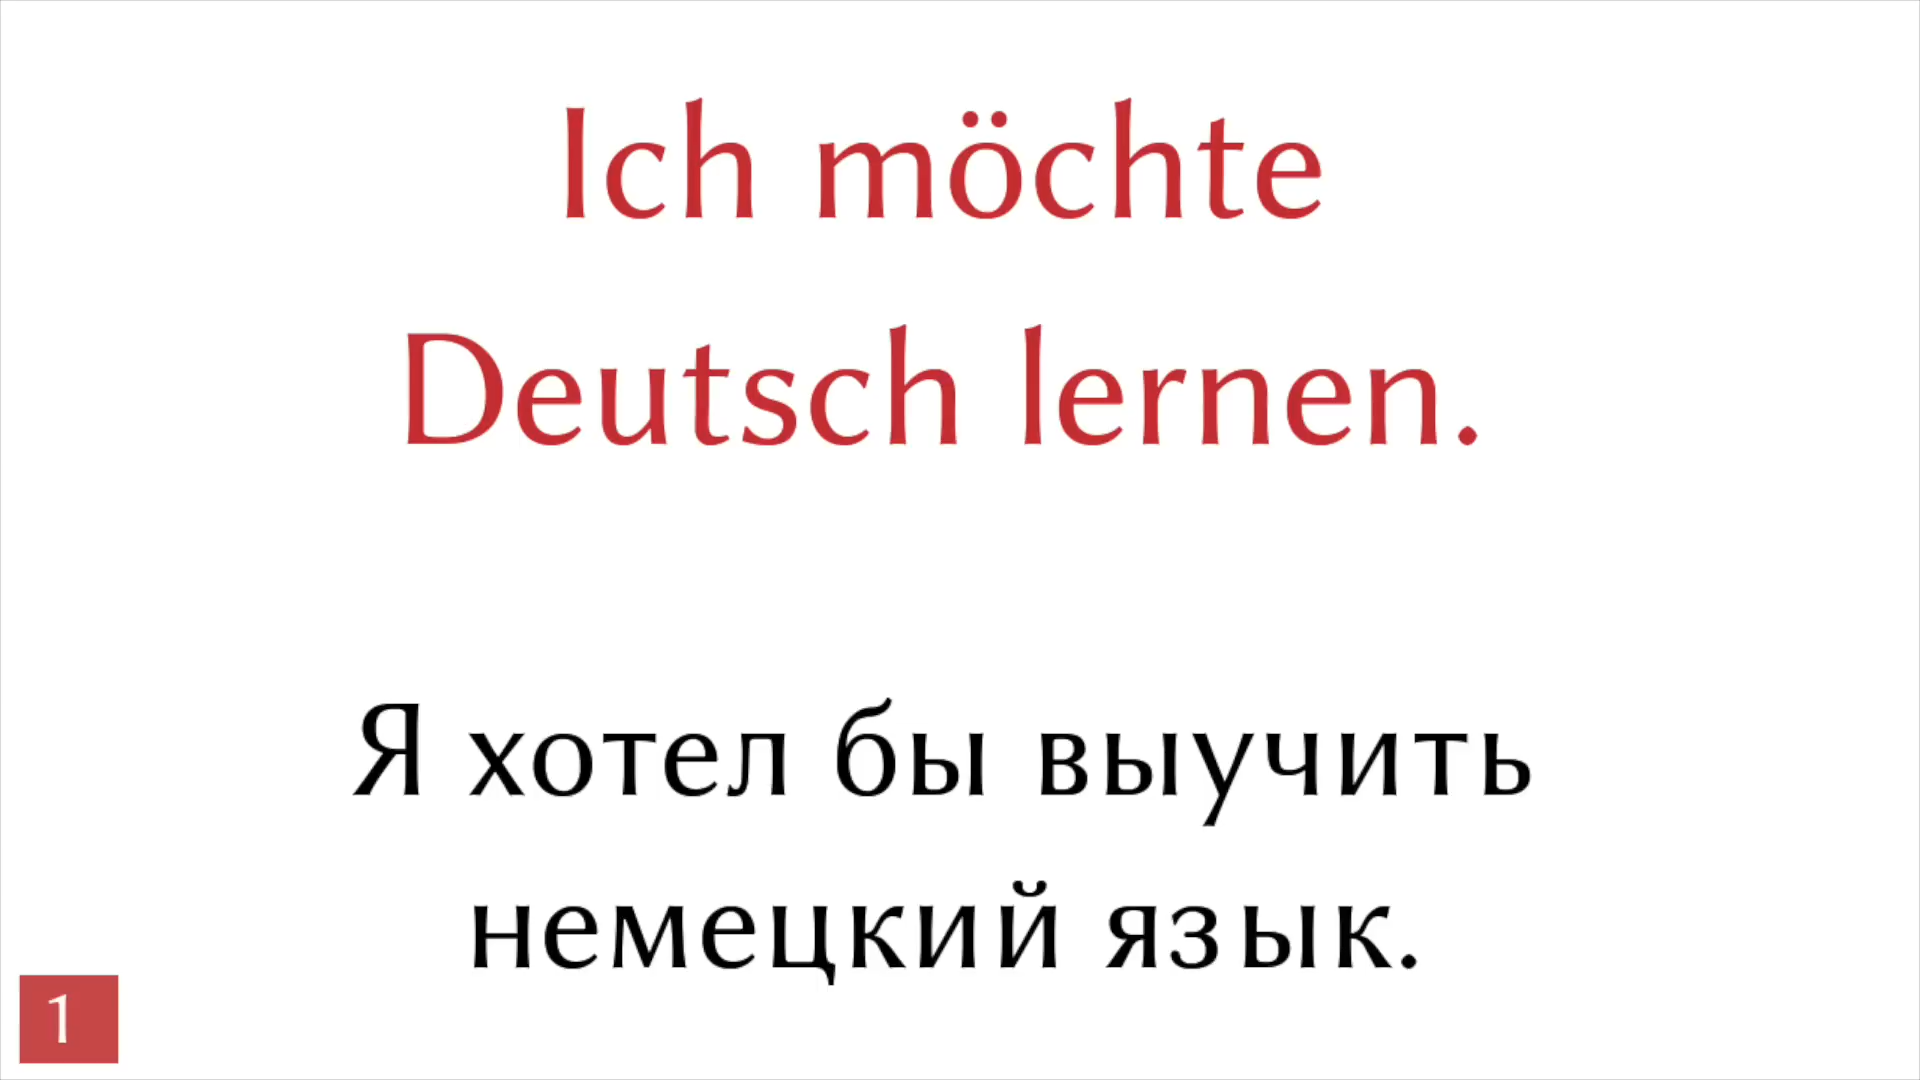 Ich möchte
Deutsch lernen.
Я хотел бы выучить
немецкий язык.
1